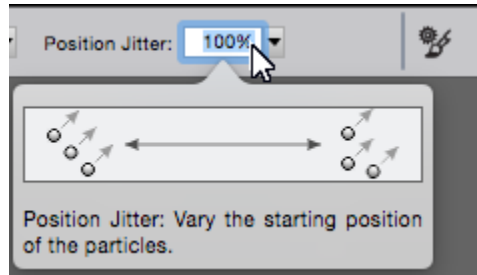 Position Jitter: 100%
Position Jitter: Vary the starting position
of the particles.